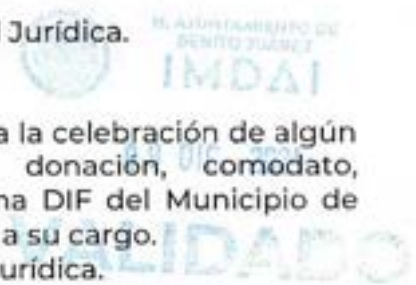 Jurídica.
H. AYUNTAMIENTO DE
BENITO JUÁREZ
IMDAI
a la celebración de algún
DIC
donación, comodato,
na DIF del Municipio de
a su cargo.
VALIDADO
urídica.